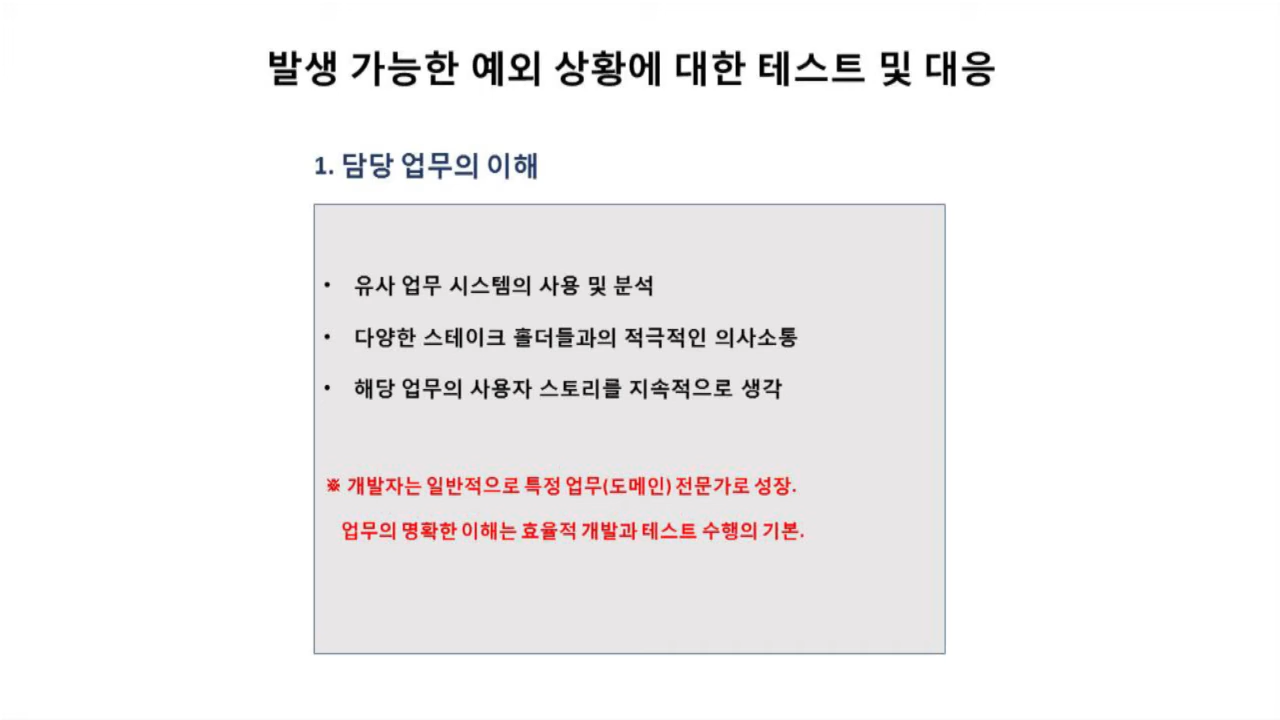 발생 가능한 예외 상황에 대한 테스트 및 대응
1. 담당 업무의 이해
• 유사 업무 시스템의 사용 및 분석
• 다양한 스테이크 홀더들과의 적극적인 의사소통
• 해당 업무의 사용자 스토리를 지속적으로 생각
※ 개발자는 일반적으로 특정 업무(도메인) 전문가로 성장.
업무의 명확한 이해는 효율적 개발과 테스트 수행의 기본.